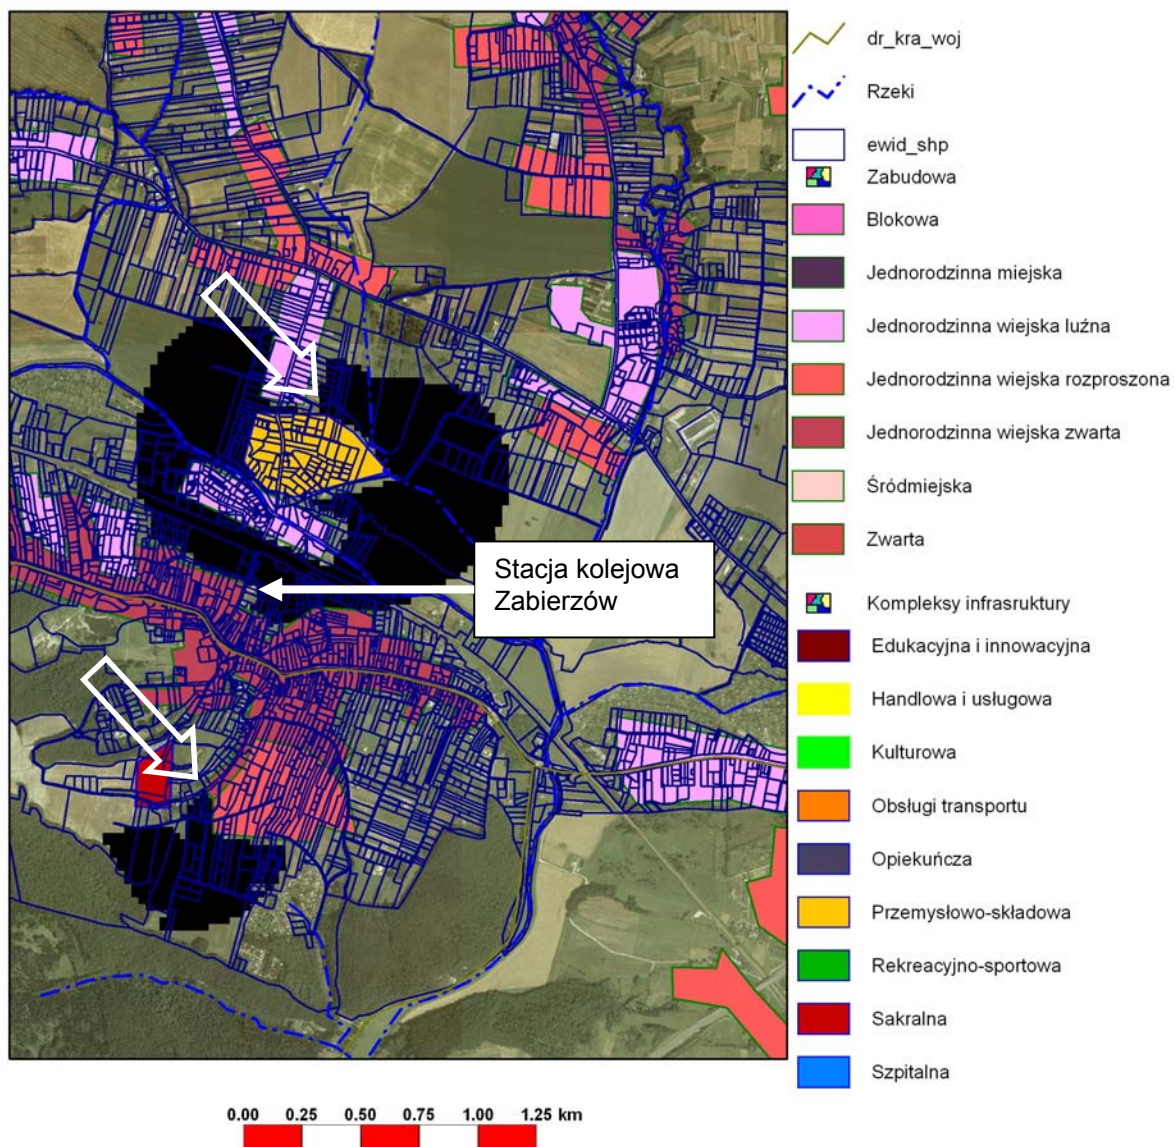 dr_kra_woj
Rzeki
ewid_shp
Zabudowa
Blokowa
Jednorodzinna miejska
Jednorodzinna wiejska luźna
Jednorodzinna wiejska rozproszona
Jednorodzinna wiejska zwarta
Śródmiejska
Zwarta
Kompleksy infrasruktury
Edukacyjna i innowacyjna
Handlowa i usługowa
Kulturowa
Obsługi transportu
Opiekuńcza
Przemysłowo-składowa
Rekreacyjno-sportowa
Sakralna
Szpitalna
Stacja kolejowa
Zabierzów
0.00 0.25 0.50 0.75 1.00 1.25 km